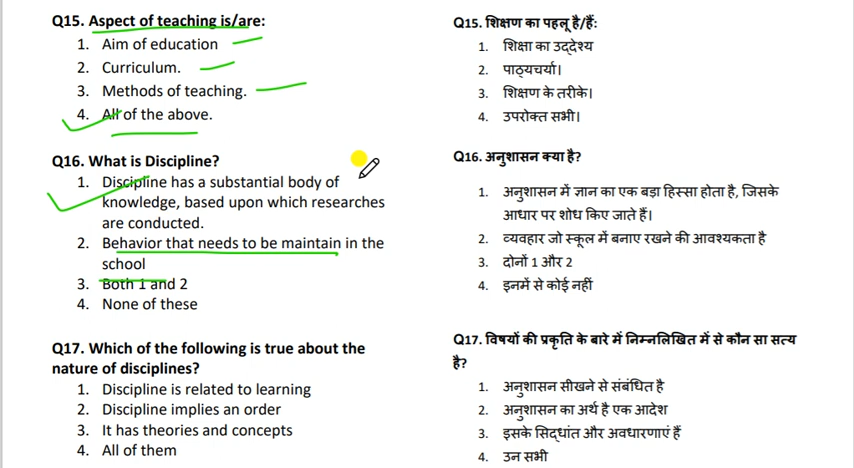 Q15. Aspect of teaching is/are:
1. Aim of education
2. Curriculum.
3. Methods of teaching.
4. All of the above.
Q16. What is Discipline?
1. Discipline has a substantial body of
knowledge, based upon which researches
are conducted.
2. Behavior that needs to be maintain in the
school
3. Both 1 and 2
4. None of these
Q17. Which of the following is true about the
nature of disciplines?
1. Discipline is related to learning
2. Discipline implies an order
3. It has theories and concepts
4. All of them
Q15. शिक्षण का पहलू है/हैं:
1. शिक्षा का उद्देश्य
2. पाठ्यचर्या।
3. शिक्षण के तरीके।
4. उपरोक्त सभी।
Q16. अनुशासन क्या है?
1. अनुशासन में ज्ञान का एक बड़ा हिस्सा होता है, जिसके
आधार पर शोध किए जाते हैं।
2. व्यवहार जो स्कूल में बनाए रखने की आवश्यकता है
3. दोनों 1 और 2
4. इनमें से कोई नहीं
Q17. विषयों की प्रकृति के बारे में निम्नलिखित में से कौन सा सत्य
है?
1. अनुशासन सीखने से संबंधित है
2. अनुशासन का अर्थ है एक आदेश
3. इसके सिद्धांत और अवधारणाएं हैं
4. उन सभी